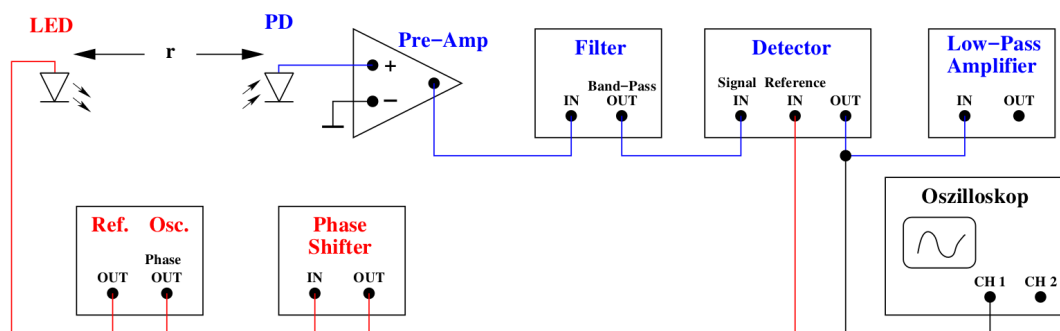 LED
r
PD
Pre-Amp
+
-
Filter
Band-Pass
IN OUT
Detector
Signal Reference
IN IN OUT
Low-Pass
Amplifier
IN OUT
Ref. Osc.
Phase
OUT OUT
Phase
Shifter
IN OUT
Oszilloskop
CH 1 CH 2